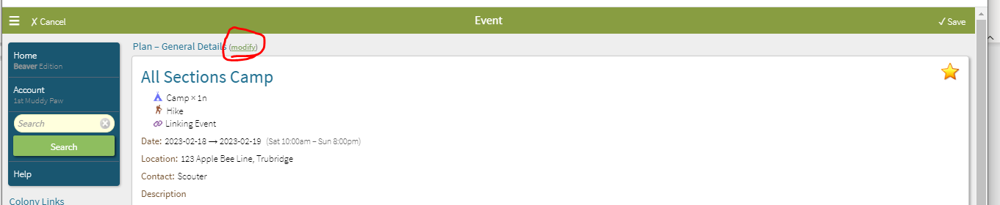 X Cancel
Event
✓ Save
Home
Beaver Edition
Account
1st Muddy Paw
Search
Search
Help
Colony Links
Plan – General Details (modify)
All Sections Camp
Camp × 1n
Hike
Linking Event
Date: 2023-02-18 → 2023-02-19 (Sat 10:00am – Sun 8:00pm)
Location: 123 Apple Bee Line, Trubridge
Contact: Scouter
Description